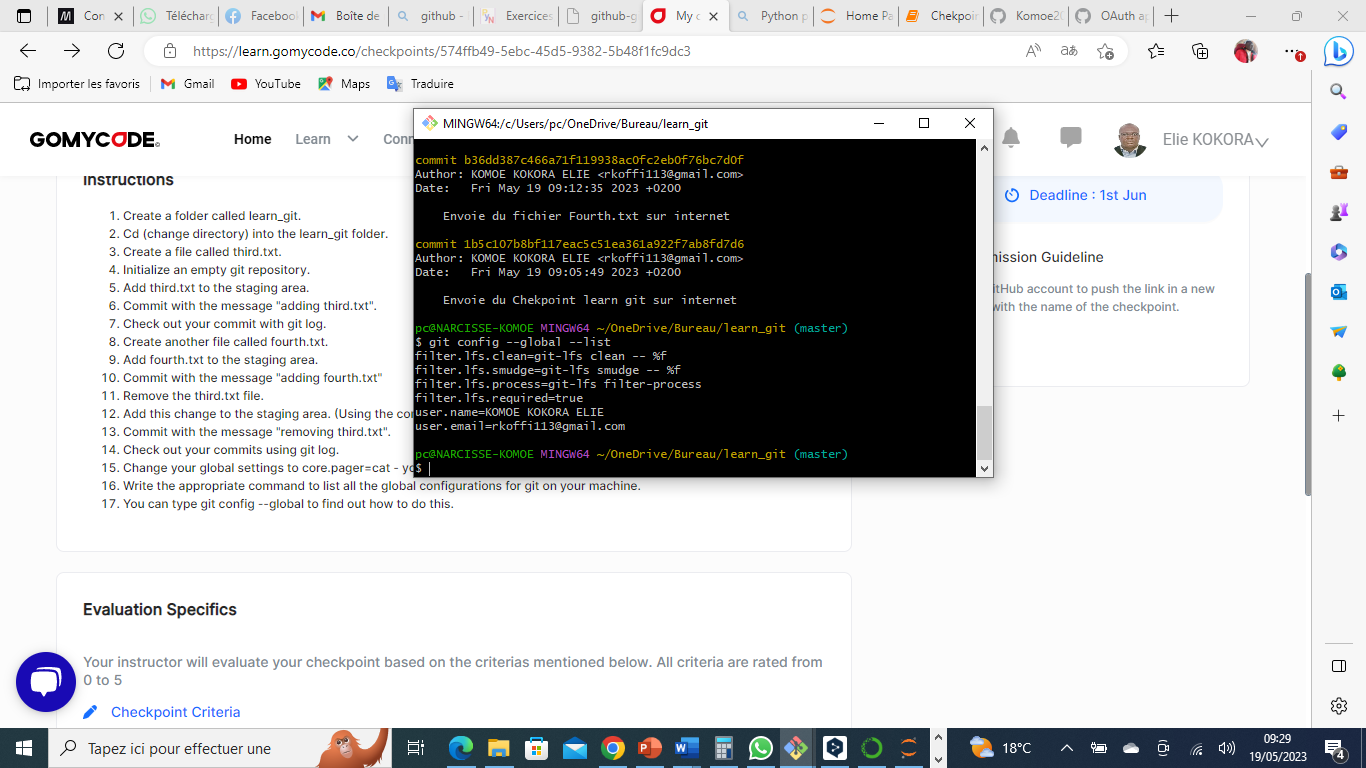 Con
Télécharg
Facebook
Boîte de
github -
Exercices
github-g
My c
Python p
Home Pa
Chekpoin
Komoe20
OAuth ap
https://learn.gomycode.co/checkpoints/574ffb49-5ebc-45d5-9382-5b48f1fc9dc3
Importer les favoris
Gmail
YouTube
Maps
Traduire
GOMYCODE
Home
Learn
Conn
Elie KOKORA
MINGW64:/c/Users/pc/OneDrive/Bureau/learn_git
commit b36dd387c466a71f119938ac0fc2eb0f76bc7d0f
Author: KOMOE KOKORA ELIE <rkoffi113@gmail.com>
Date:   Fri May 19 09:12:35 2023 +0200
Envoie du fichier Fourth.txt sur internet
commit 1b5c107b8bf117eac5c51ea361a922f7ab8fd7d6
Author: KOMOE KOKORA ELIE <rkoffi113@gmail.com>
Date:   Fri May 19 09:05:49 2023 +0200
Envoie du Chekpoint learn git sur internet
pc@NARCISSE-KOMOE MINGW64 ~/OneDrive/Bureau/learn_git (master)
$ git config --global --list
filter.lfs.clean=git-lfs clean -- %f
filter.lfs.smudge=git-lfs smudge -- %f
filter.lfs.process=git-lfs filter-process
filter.lfs.required=true
user.name=KOMOE KOKORA ELIE
user.email=rkoffi113@gmail.com
pc@NARCISSE-KOMOE MINGW64 ~/OneDrive/Bureau/learn_git (master)
$
Instructions
1. Create a folder called learn_git.
2. Cd (change directory) into the learn_git folder.
3. Create a file called third.txt.
4. Initialize an empty git repository.
5. Add third.txt to the staging area.
6. Commit with the message "adding third.txt".
7. Check out your commit with git log.
8. Create another file called fourth.txt.
9. Add fourth.txt to the staging area.
10. Commit with the message "adding fourth.txt"
11. Remove the third.txt file.
12. Add this change to the staging area. (Using the co
13. Commit with the message "removing third.txt".
14. Check out your commits using git log.
15. Change your global settings to core.pager=cat - yo
16. Write the appropriate command to list all the global configurations for git on your machine.
17. You can type git config --global to find out how to do this.
Deadline : 1st Jun
mission Guideline
itHub account to push the link in a new
with the name of the checkpoint.
Evaluation Specifics
Your instructor will evaluate your checkpoint based on the criterias mentioned below. All criteria are rated from
0 to 5
Checkpoint Criteria
Tapez ici pour effectuer une
18°C
09:29
19/05/2023
4